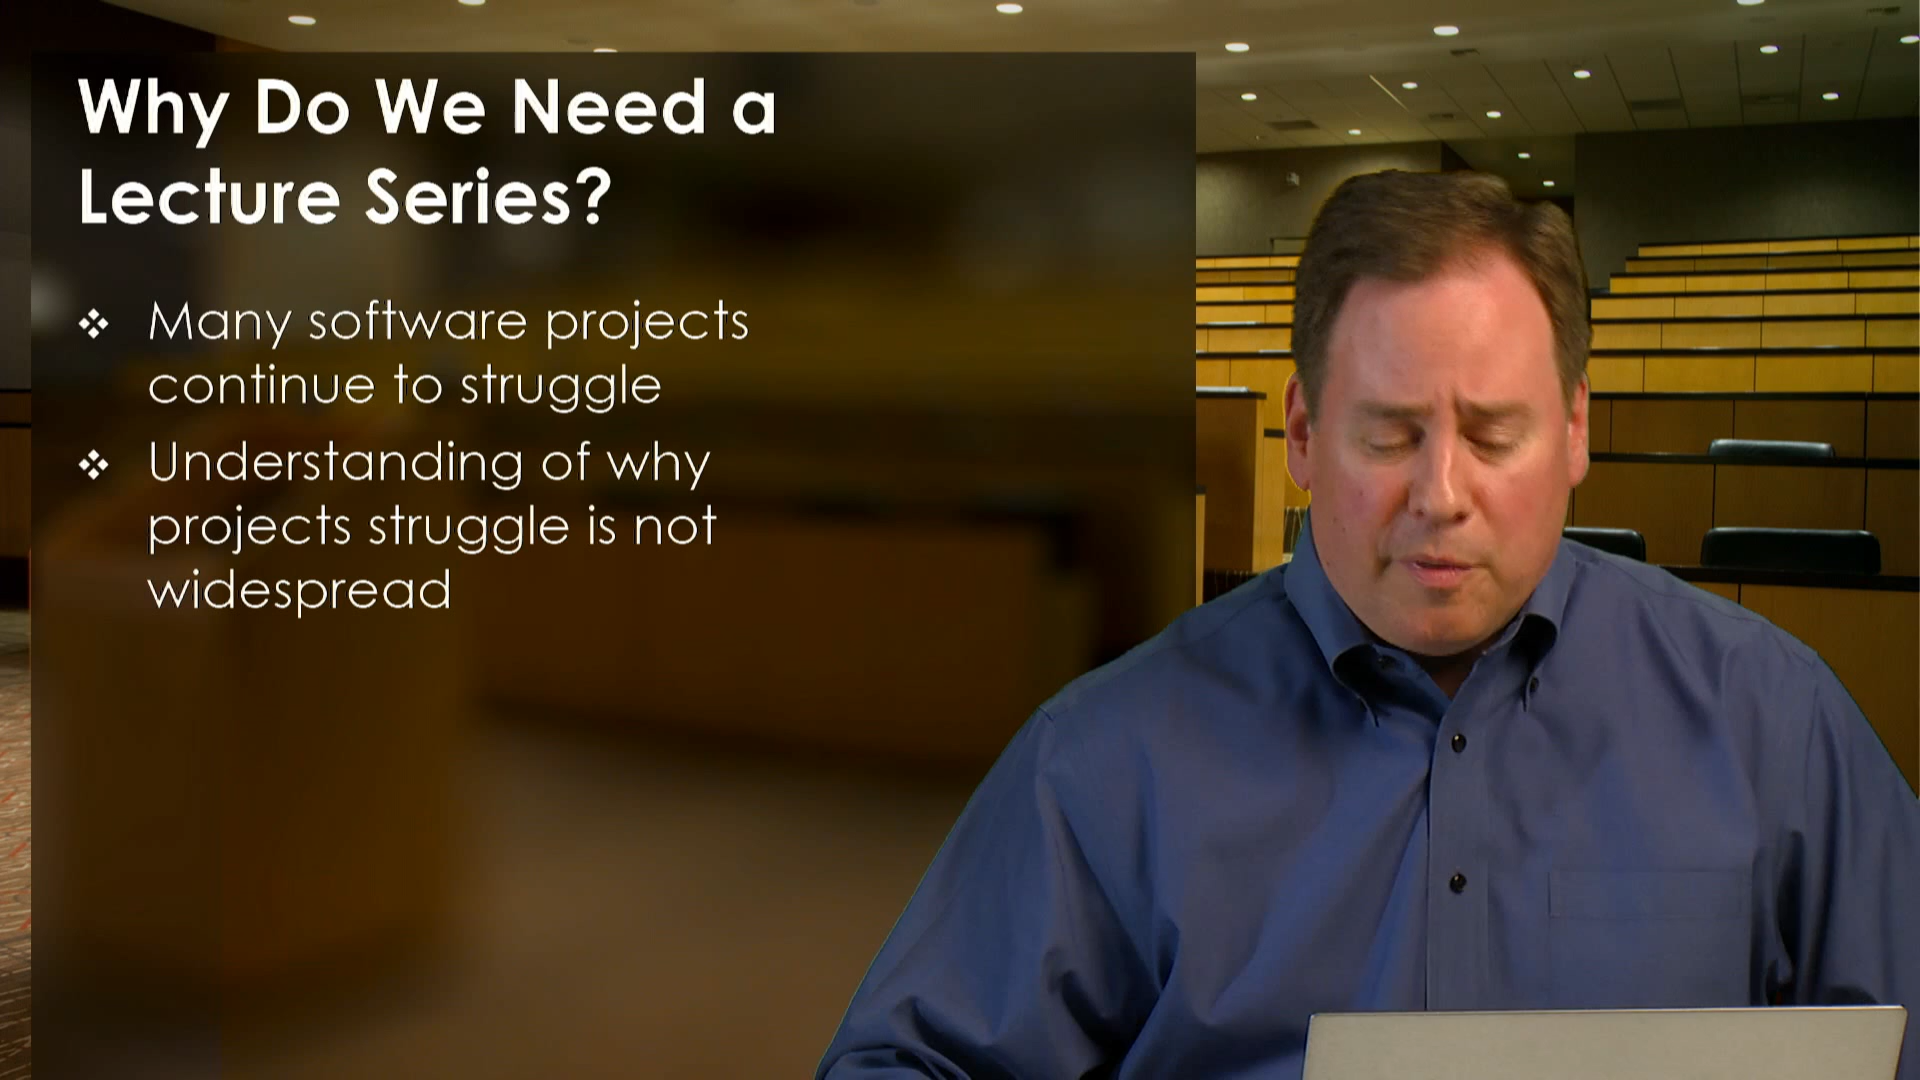 Why Do We Need a
Lecture Series?
❖ Many software projects
continue to struggle
❖ Understanding of why
projects struggle is not
widespread